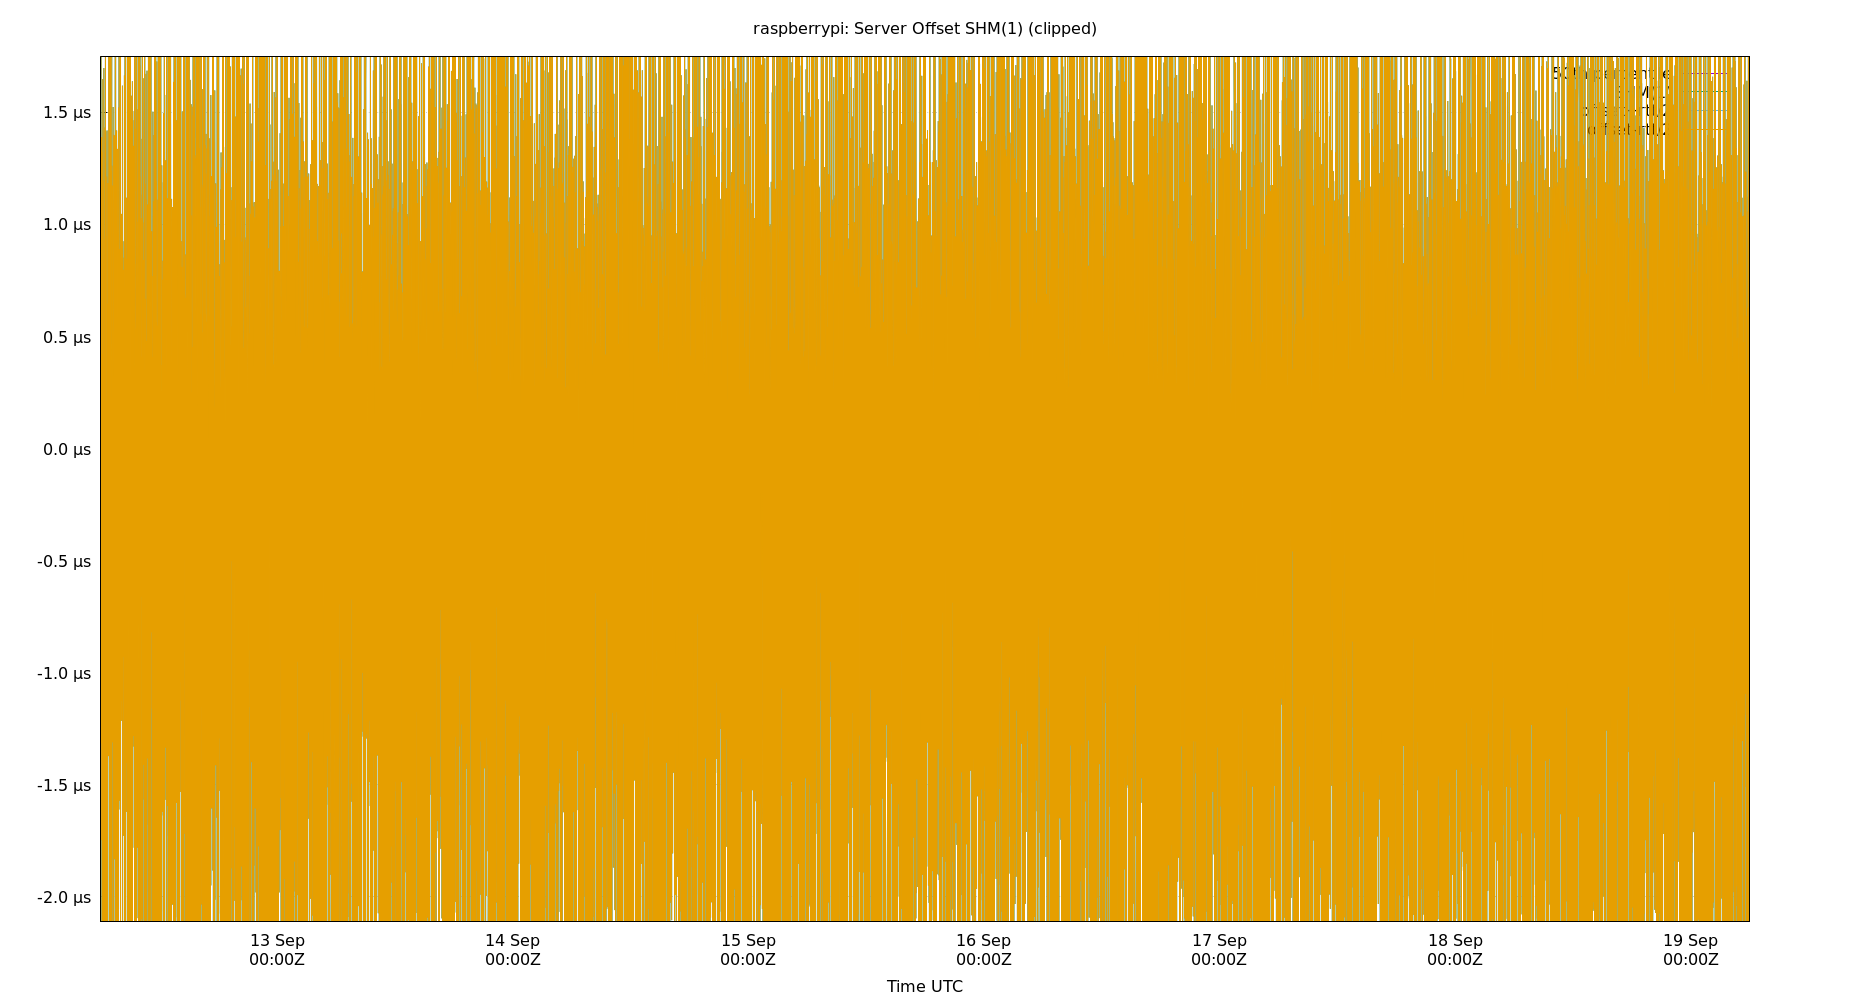 raspberrypi: Server Offset SHM(1) (clipped)
1.5 µs
1.0 µs
0.5 µs
0.0 µs
-0.5 µs
-1.0 µs
-1.5 µs
-2.0 µs
13 Sep 14 Sep 15 Sep 16 Sep 17 Sep 18 Sep 19 Sep
00:00Z 00:00Z 00:00Z 00:00Z 00:00Z 00:00Z 00:00Z
Time UTC